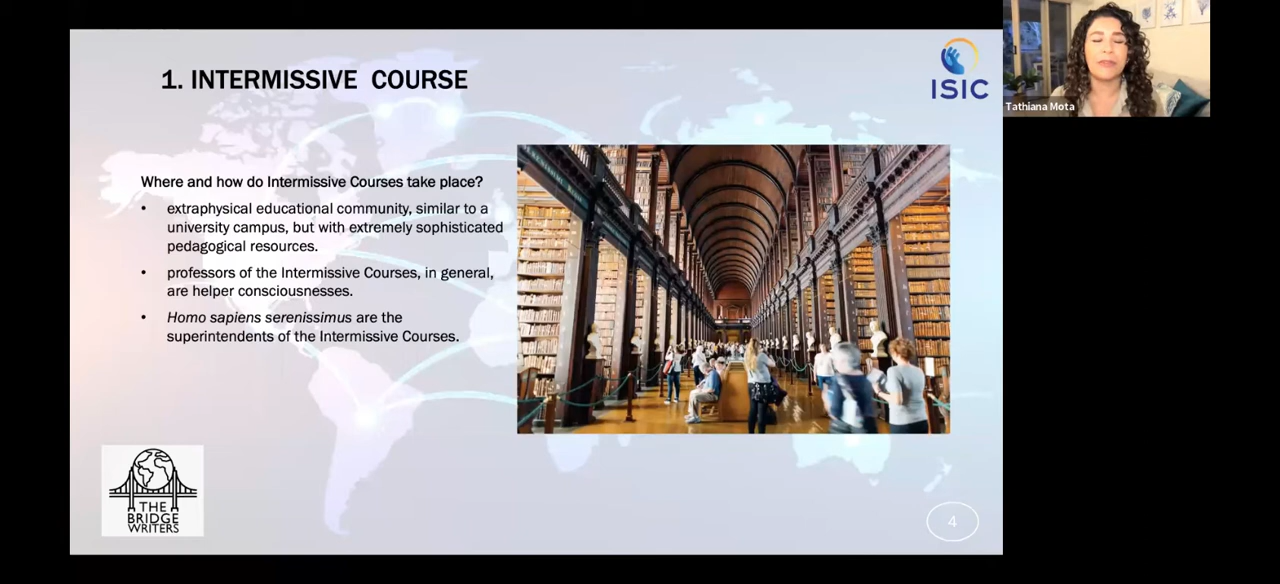 1. INTERMISSIVE COURSE
ISIC
Tathiana Mota
Where and how do Intermissive Courses take place?
• extraphysical educational community, similar to a
university campus, but with extremely sophisticated
pedagogical resources.
• professors of the Intermissive Courses, in general,
are helper consciousnesses.
• Homo sapiens serenissimus are the
superintendents of the Intermissive Courses.
THE
BRIDGE
WRITERS
4